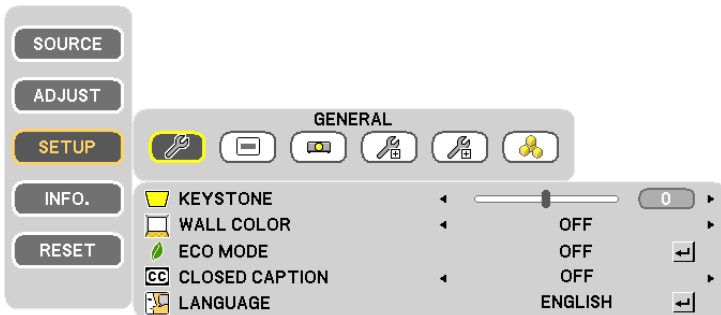 SOURCE
ADJUST
SETUP
INFO.
RESET
GENERAL
KEYSTONE 0
WALL COLOR OFF
ECO MODE OFF
CC CLOSED CAPTION OFF
LANGUAGE ENGLISH